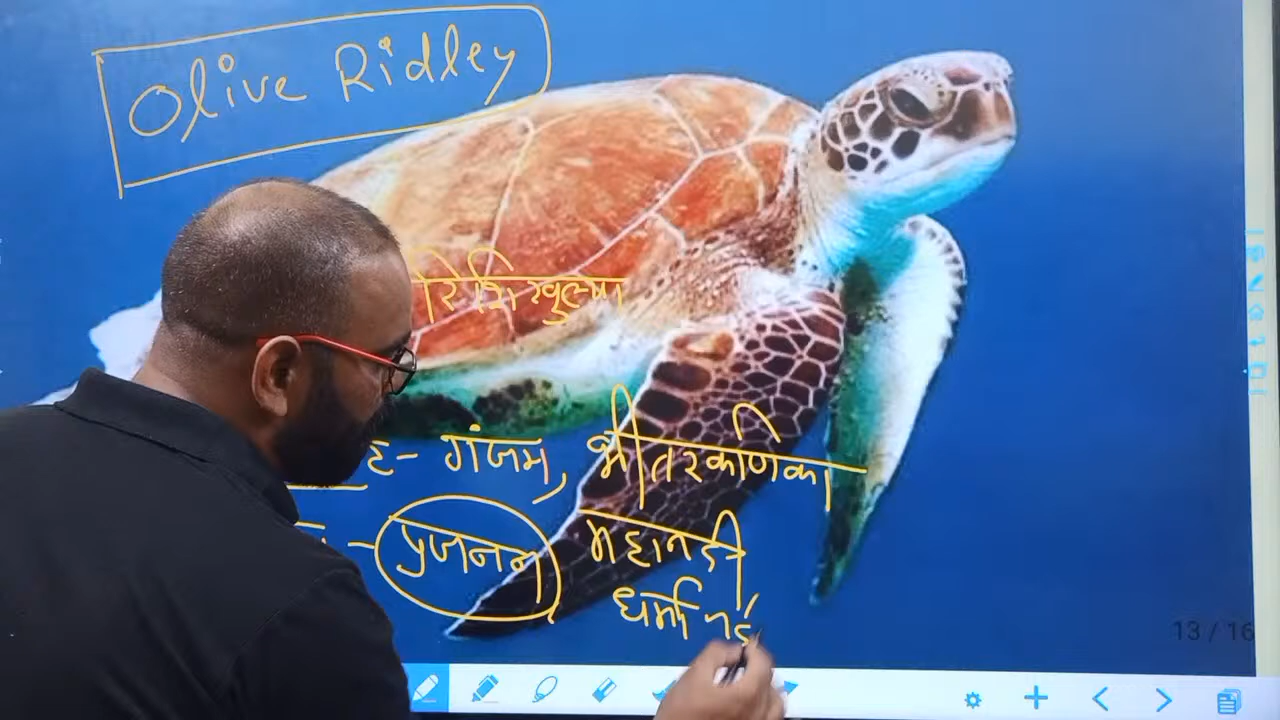 Olive Ridley
रिशिखुल्या
ह- गंजम, भीतरकणिका
- प्रजनन महानदी
धर्मा नद
13 / 16